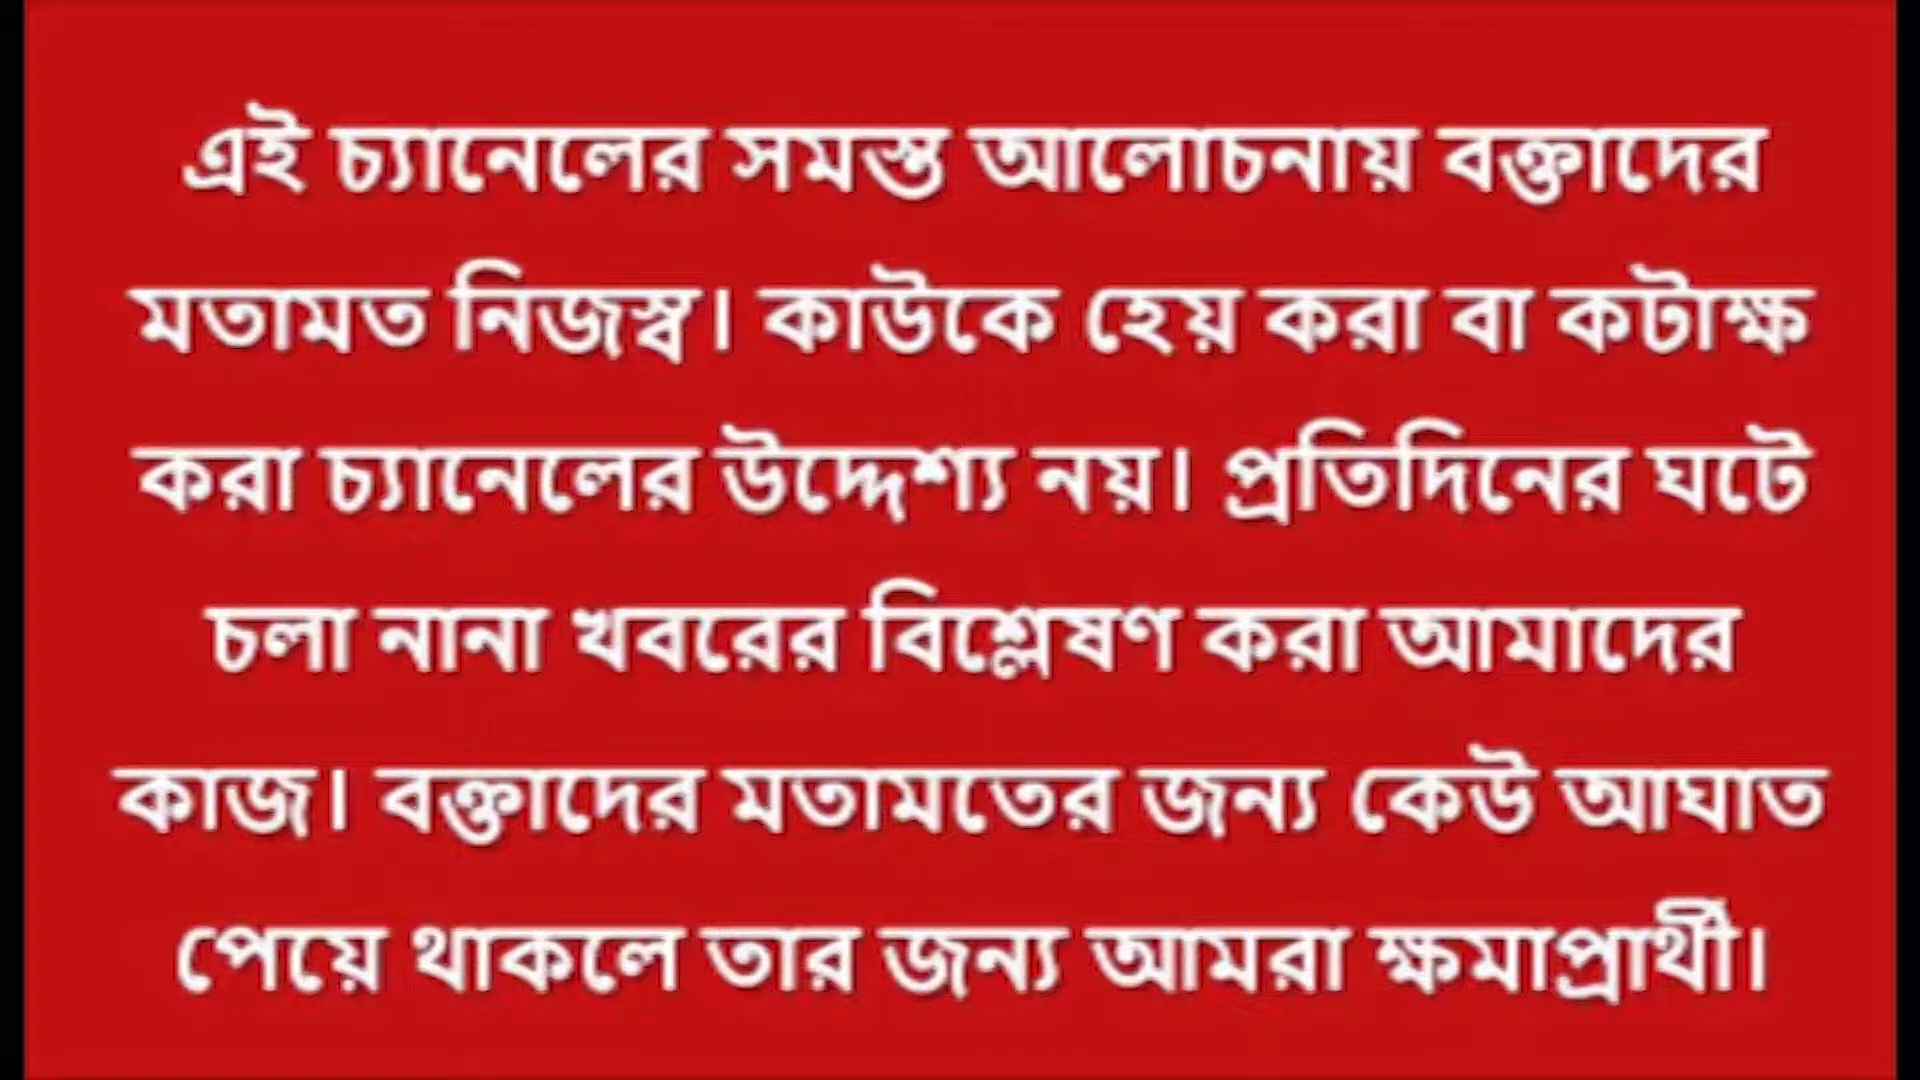 এই চ্যানেলের সমস্ত আলোচনায় বক্তাদের
মতামত নিজস্ব। কাউকে হেয় করা বা কটাক্ষ
করা চ্যানেলের উদ্দেশ্য নয়। প্রতিদিনের ঘটে
চলা নানা খবরের বিশ্লেষণ করা আমাদের
কাজ। বক্তাদের মতামতের জন্য কেউ আঘাত
পেয়ে থাকলে তার জন্য আমরা ক্ষমাপ্রার্থী।